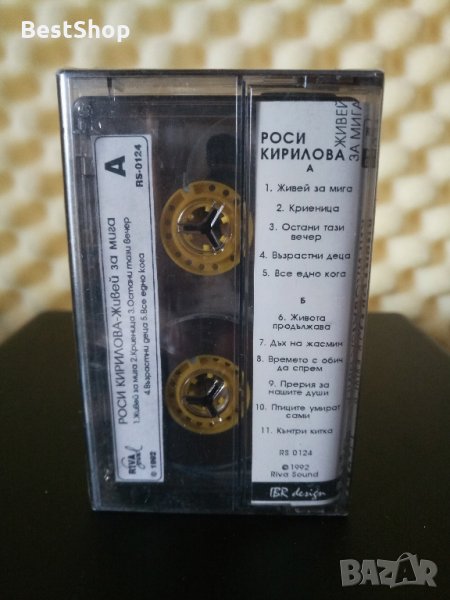 BestShop
A
RS-0124
РОСИ КИРИЛОВА-Живей за мига
1.Живей за мига 2.Криеница 3.Остани тази вечер
4.Възрастни деца 5.Все едно кога
RIVA
Sound
© 1992
РОСИ
КИРИЛОВА
ЖИВЕЙ
ЗА МИГА
А
1. Живей за мига
2. Криеница
3. Остани тази
вечер
4. Възрастни деца
5. Все едно кога
Б
6. Живота
продължава
7. Дъх на жасмин
8. Времето с обич
да спрем
9. Прерия за
нашите души
10. Птиците умират
сами
11. Кънтри китка
RS 0124
©1992
Riva Sound
IBR design
BAZAR